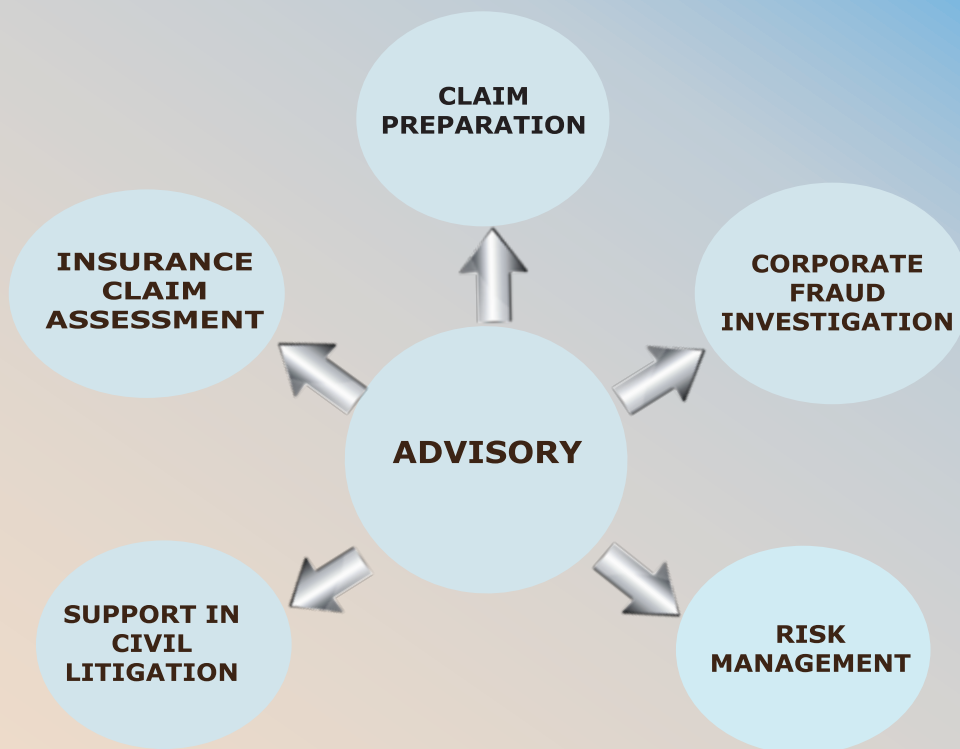 CLAIM
PREPARATION
INSURANCE
CLAIM
ASSESSMENT
CORPORATE
FRAUD
INVESTIGATION
ADVISORY
SUPPORT IN
CIVIL
LITIGATION
RISK
MANAGEMENT